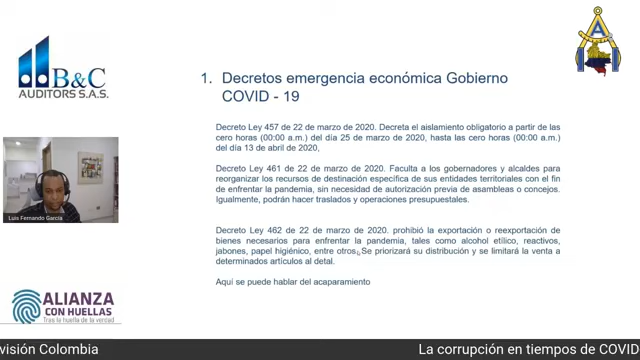 B&C
AUDITORS S.A.S.
1. Decretos emergencia económica Gobierno
COVID - 19
Decreto Ley 457 de 22 de marzo de 2020. Decreta el aislamiento obligatorio a partir de las
cero horas (00:00 a.m.) del día 25 de marzo de 2020, hasta las cero horas (00:00 a.m.)
del día 13 de abril de 2020,
Decreto Ley 461 de 22 de marzo de 2020. Faculta a los gobernadores y alcaldes para
reorganizar los recursos de destinación específica de sus entidades territoriales con el fin
de enfrentar la pandemia, sin necesidad de autorización previa de asambleas o concejos.
Igualmente, podrán hacer traslados y operaciones presupuestales.
Decreto Ley 462 de 22 de marzo de 2020. prohibió la exportación o reexportación de
bienes necesarios para enfrentar la pandemia, tales como alcohol etílico, reactivos,
jabones, papel higiénico, entre otros. Se priorizará su distribución y se limitará la venta a
determinados artículos al detal.
Aquí se puede hablar del acaparamiento
Luis Fernando García
ALIANZA
CON HUELLAS
Tras la huella de la verdad
visión Colombia
La corrupción en tiempos de COVID